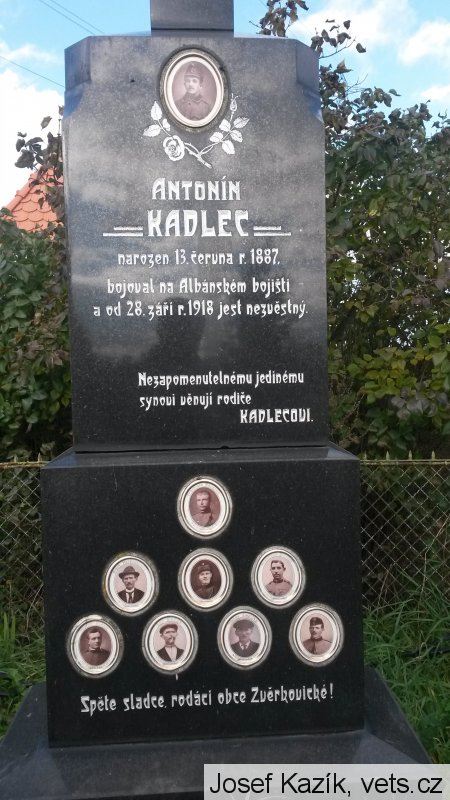 ANTONÍN
KADLEC
narozen 13. června r. 1887.
bojoval na Albánském bojišti
a od 28. září r. 1918 jest nezvěstný.
Nezapomenutelnému jedinému
synovi věnují rodiče
KADLECOVI.
Spěte sladce, rodáci obce Zvěrkovické!
Josef Kazík, vets.cz